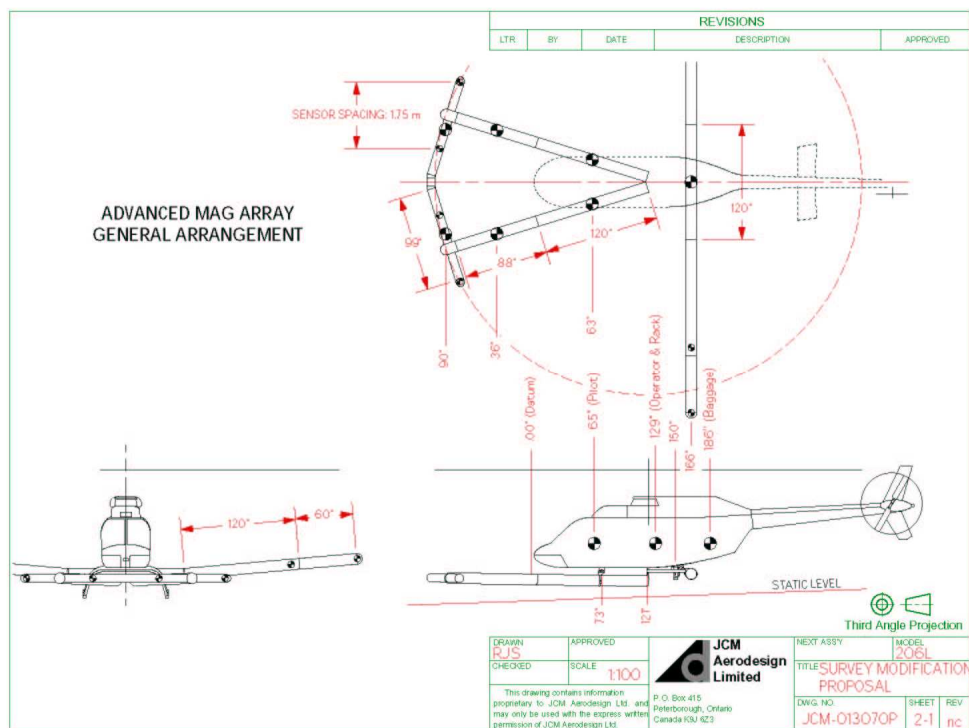 REVISIONS
LTR BY DATE DESCRIPTION APPROVED
SENSOR SPACING: 1.75 m
ADVANCED MAG ARRAY
GENERAL ARRANGEMENT
120"
99"
88"
120"
90"
36"
63"
.00" (Datum)
65" (Pilot)
129" (Operator & Rack)
150"
166"
186" (Baggage)
120"
60"
73"
127
STATIC LEVEL
Third Angle Projection
DRAWN
RJS
APPROVED
CHECKED
SCALE
1:100
This drawing contains information
proprietary to JCM Aerodesign Ltd. and
may only be used with the express written
permission of JCM Aerodesign Ltd.
JCM
Aerodesign
Limited
P.O. Box 415
Peterborough, Ontario
Canada K9J 6Z3
NEXT ASS'Y
MODEL
206L
TITLE SURVEY MODIFICATION
PROPOSAL
DWG. NO.
JCM-013070P
SHEET
2-1
REV
nc